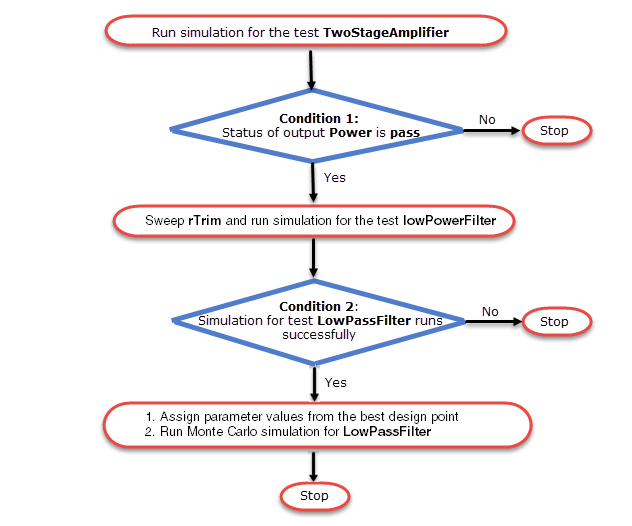 Run simulation for the test TwoStageAmplifier
Condition 1:
Status of output Power is pass
No
Stop
Yes
Sweep rTrim and run simulation for the test lowPowerFilter
Condition 2:
Simulation for test LowPassFilter runs
successfully
No
Stop
Yes
1. Assign parameter values from the best design point
2. Run Monte Carlo simulation for LowPassFilter
Stop